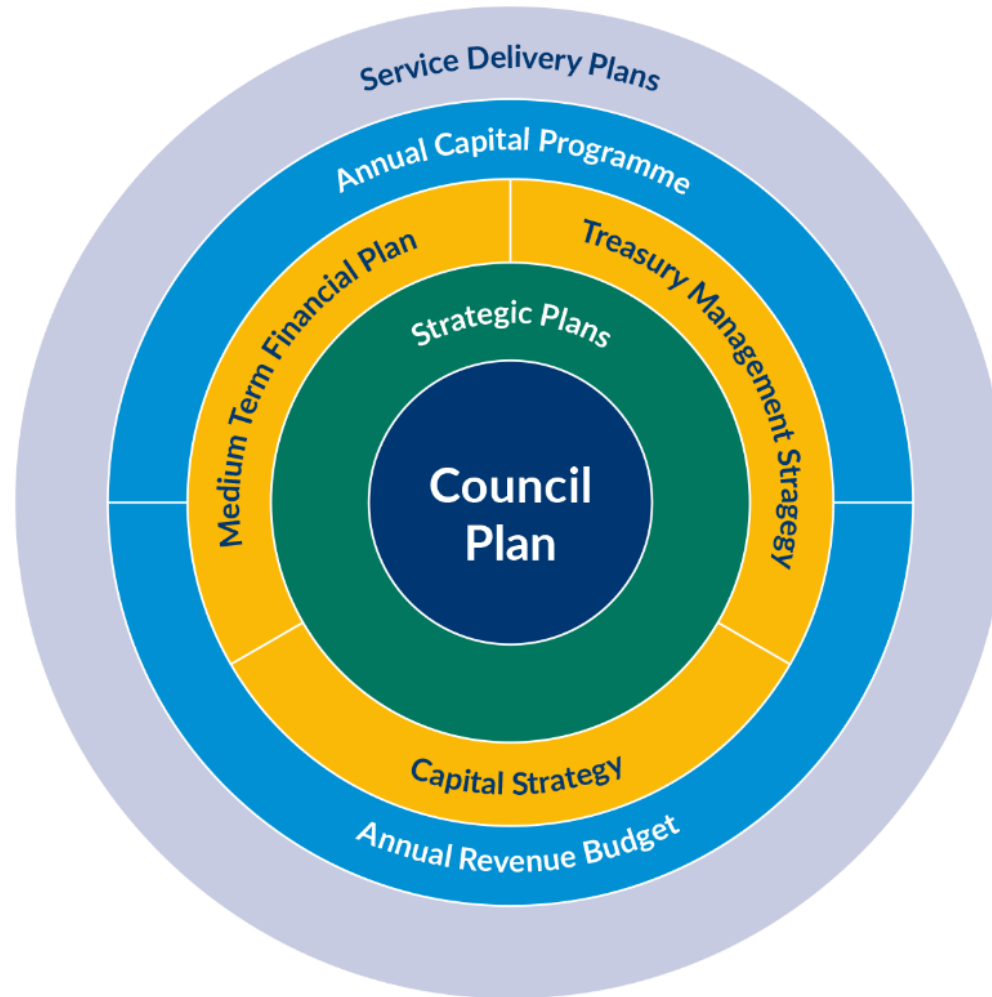 Service Delivery Plans
Annual Capital Programme
Medium Term Financial Plan
Treasury Management Stragegy
Strategic Plans
Council
Plan
Capital Strategy
Annual Revenue Budget